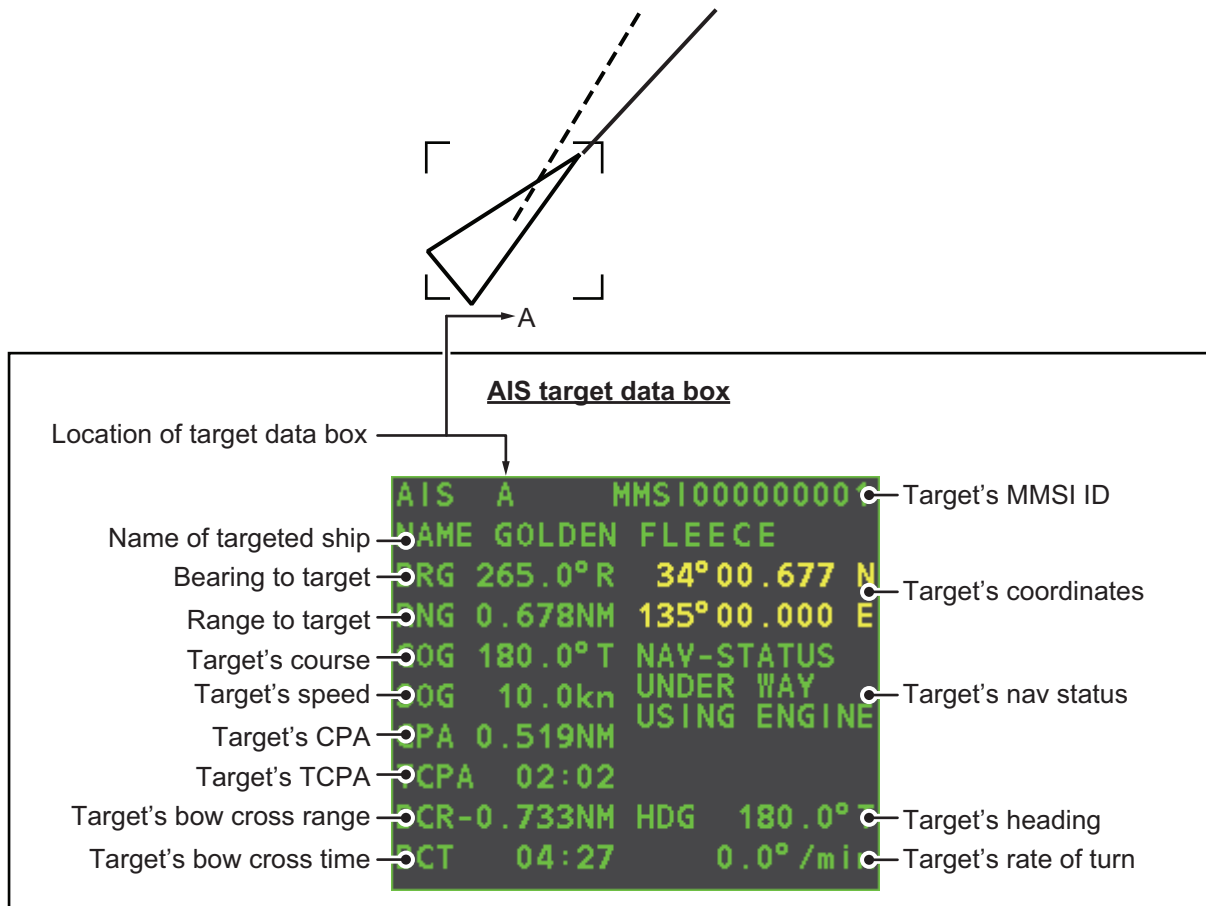 A
AIS target data box
Location of target data box
AIS A MMSI000000001
Target's MMSI ID
Name of targeted ship
NAME GOLDEN FLEECE
Bearing to target
BRG 265.0°R 34°00.677 N
Target's coordinates
Range to target
RNG 0.678NM 135°00.000 E
Target's course
COG 180.0°T NAV-STATUS
Target's speed
SOG 10.0kn UNDER WAY
USING ENGINE
Target's nav status
Target's CPA
CPA 0.519NM
Target's TCPA
TCPA 02:02
Target's bow cross range
BCR-0.733NM HDG 180.0°T
Target's heading
Target's bow cross time
BCT 04:27 0.0°/min
Target's rate of turn